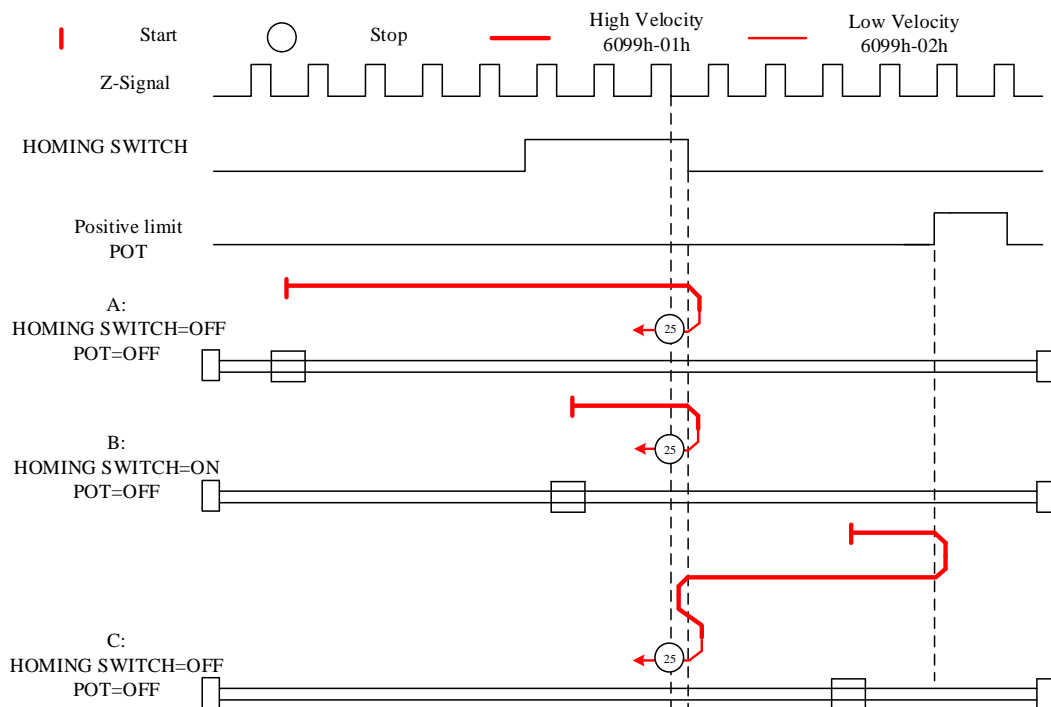 Start Stop High Velocity Low Velocity
6099h-01h 6099h-02h
Z-Signal
HOMING SWITCH
Positive limit
POT
A:
HOMING SWITCH=OFF
POT=OFF
25
B:
HOMING SWITCH=ON
POT=OFF
25
C:
HOMING SWITCH=OFF
POT=OFF
25